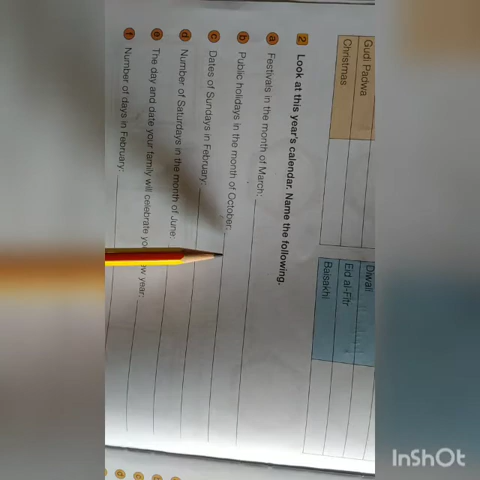 Gudi Padwa
Christmas
Diwali
Eid al-Fitr
Baisakhi
2 Look at this year's calendar. Name the following.
a Festivals in the month of March:
b Public holidays in the month of October:
c Dates of Sundays in February:
d Number of Saturdays in the month of June:
e The day and date your family will celebrate year:
f Number of days in February:
InShOt